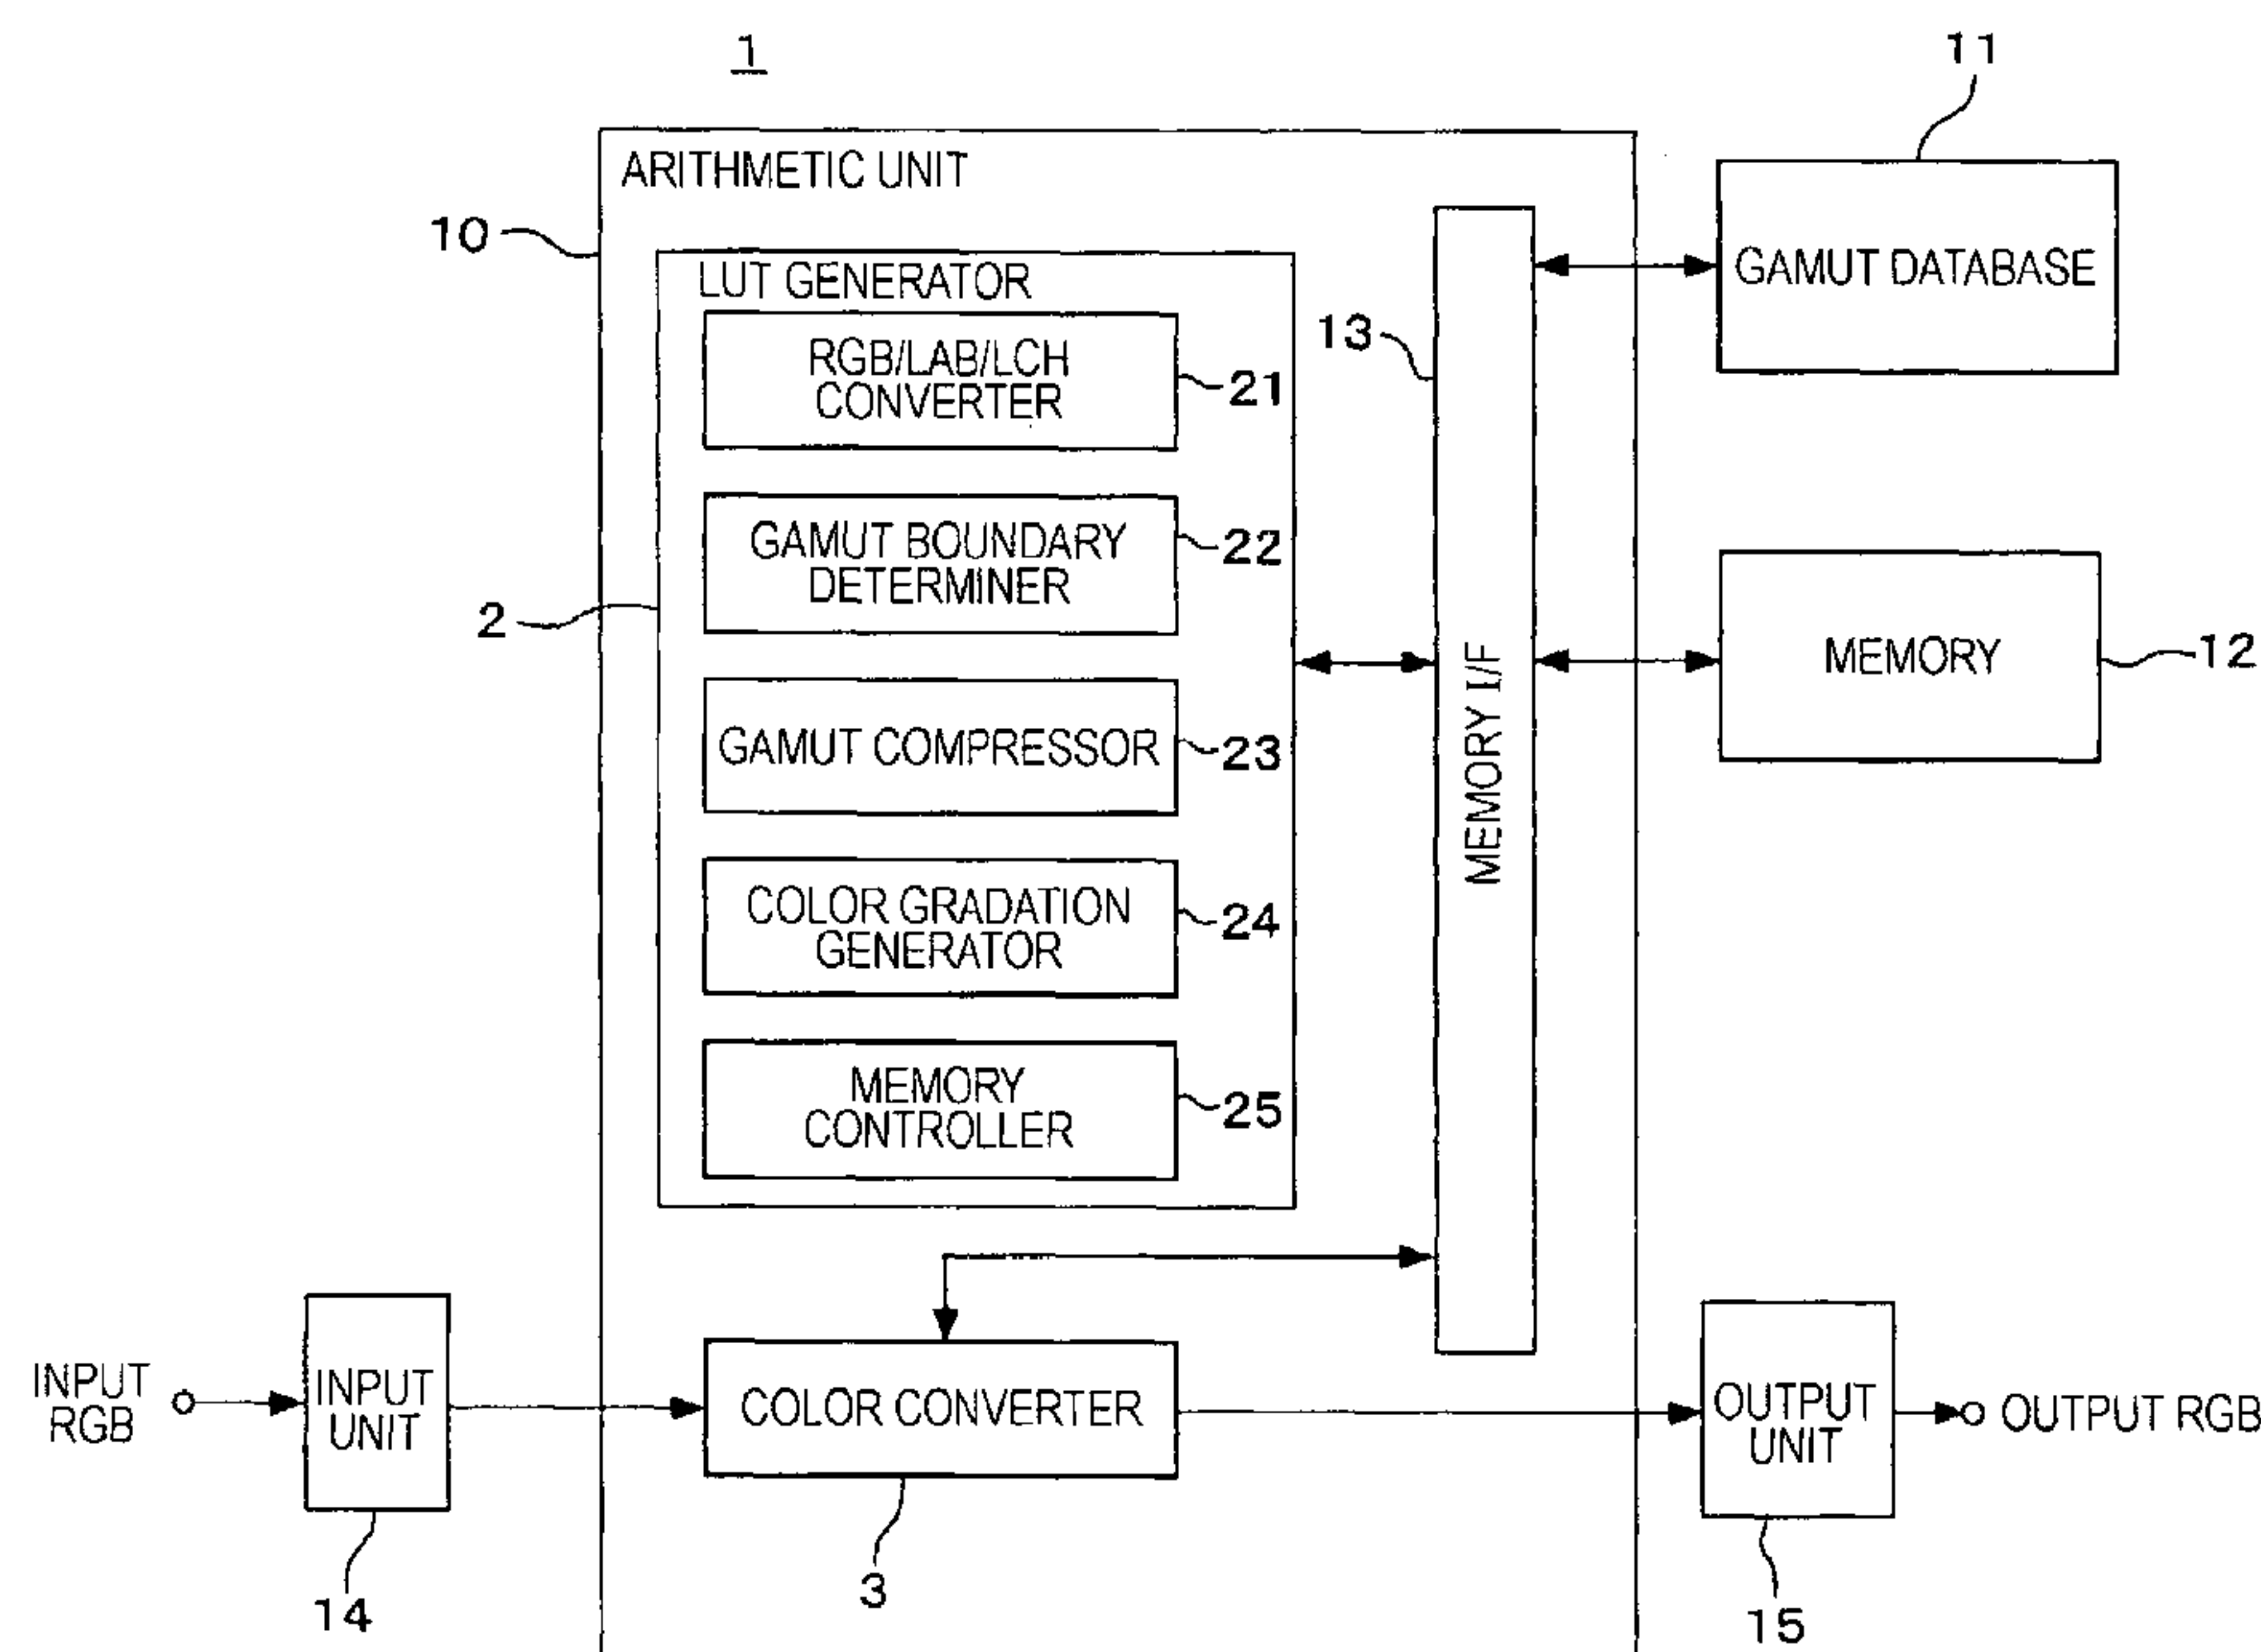 1
11
ARITHMETIC UNIT
10
GAMUT DATABASE
LUT GENERATOR
13
RGB/LAB/LCH
CONVERTER
21
GAMUT BOUNDARY
DETERMINER
22
2
MEMORY I/F
MEMORY
12
GAMUT COMPRESSOR
23
COLOR GRADATION
GENERATOR
24
MEMORY
CONTROLLER
25
INPUT
RGB
INPUT
UNIT
14
COLOR CONVERTER
3
OUTPUT
UNIT
15
OUTPUT RGB